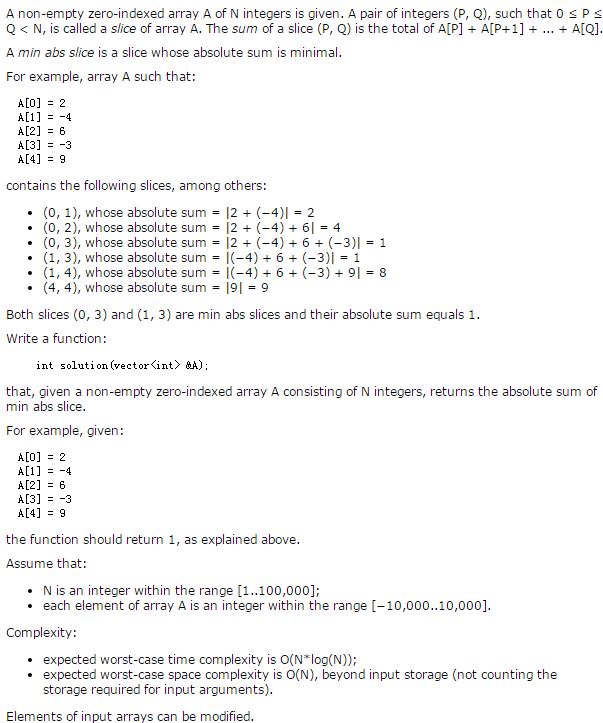 A non-empty zero-indexed array A of N integers is given. A pair of integers (P, Q), such that 0 ≤ P ≤
Q < N, is called a slice of array A. The sum of a slice (P, Q) is the total of A[P] + A[P+1] + ... + A[Q].
A min abs slice is a slice whose absolute sum is minimal.
For example, array A such that:
A[0] = 2
A[1] = -4
A[2] = 6
A[3] = -3
A[4] = 9
contains the following slices, among others:
• (0, 1), whose absolute sum = |2 + (−4)| = 2
• (0, 2), whose absolute sum = |2 + (−4) + 6| = 4
• (0, 3), whose absolute sum = |2 + (−4) + 6 + (−3)| = 1
• (1, 3), whose absolute sum = |(−4) + 6 + (−3)| = 1
• (1, 4), whose absolute sum = |(−4) + 6 + (−3) + 9| = 8
• (4, 4), whose absolute sum = |9| = 9
Both slices (0, 3) and (1, 3) are min abs slices and their absolute sum equals 1.
Write a function:
int solution(vector<int> &A);
that, given a non-empty zero-indexed array A consisting of N integers, returns the absolute sum of
min abs slice.
For example, given:
A[0] = 2
A[1] = -4
A[2] = 6
A[3] = -3
A[4] = 9
the function should return 1, as explained above.
Assume that:
• N is an integer within the range [1..100,000];
• each element of array A is an integer within the range [−10,000..10,000].
Complexity:
• expected worst-case time complexity is O(N*log(N));
• expected worst-case space complexity is O(N), beyond input storage (not counting the
storage required for input arguments).
Elements of input arrays can be modified.